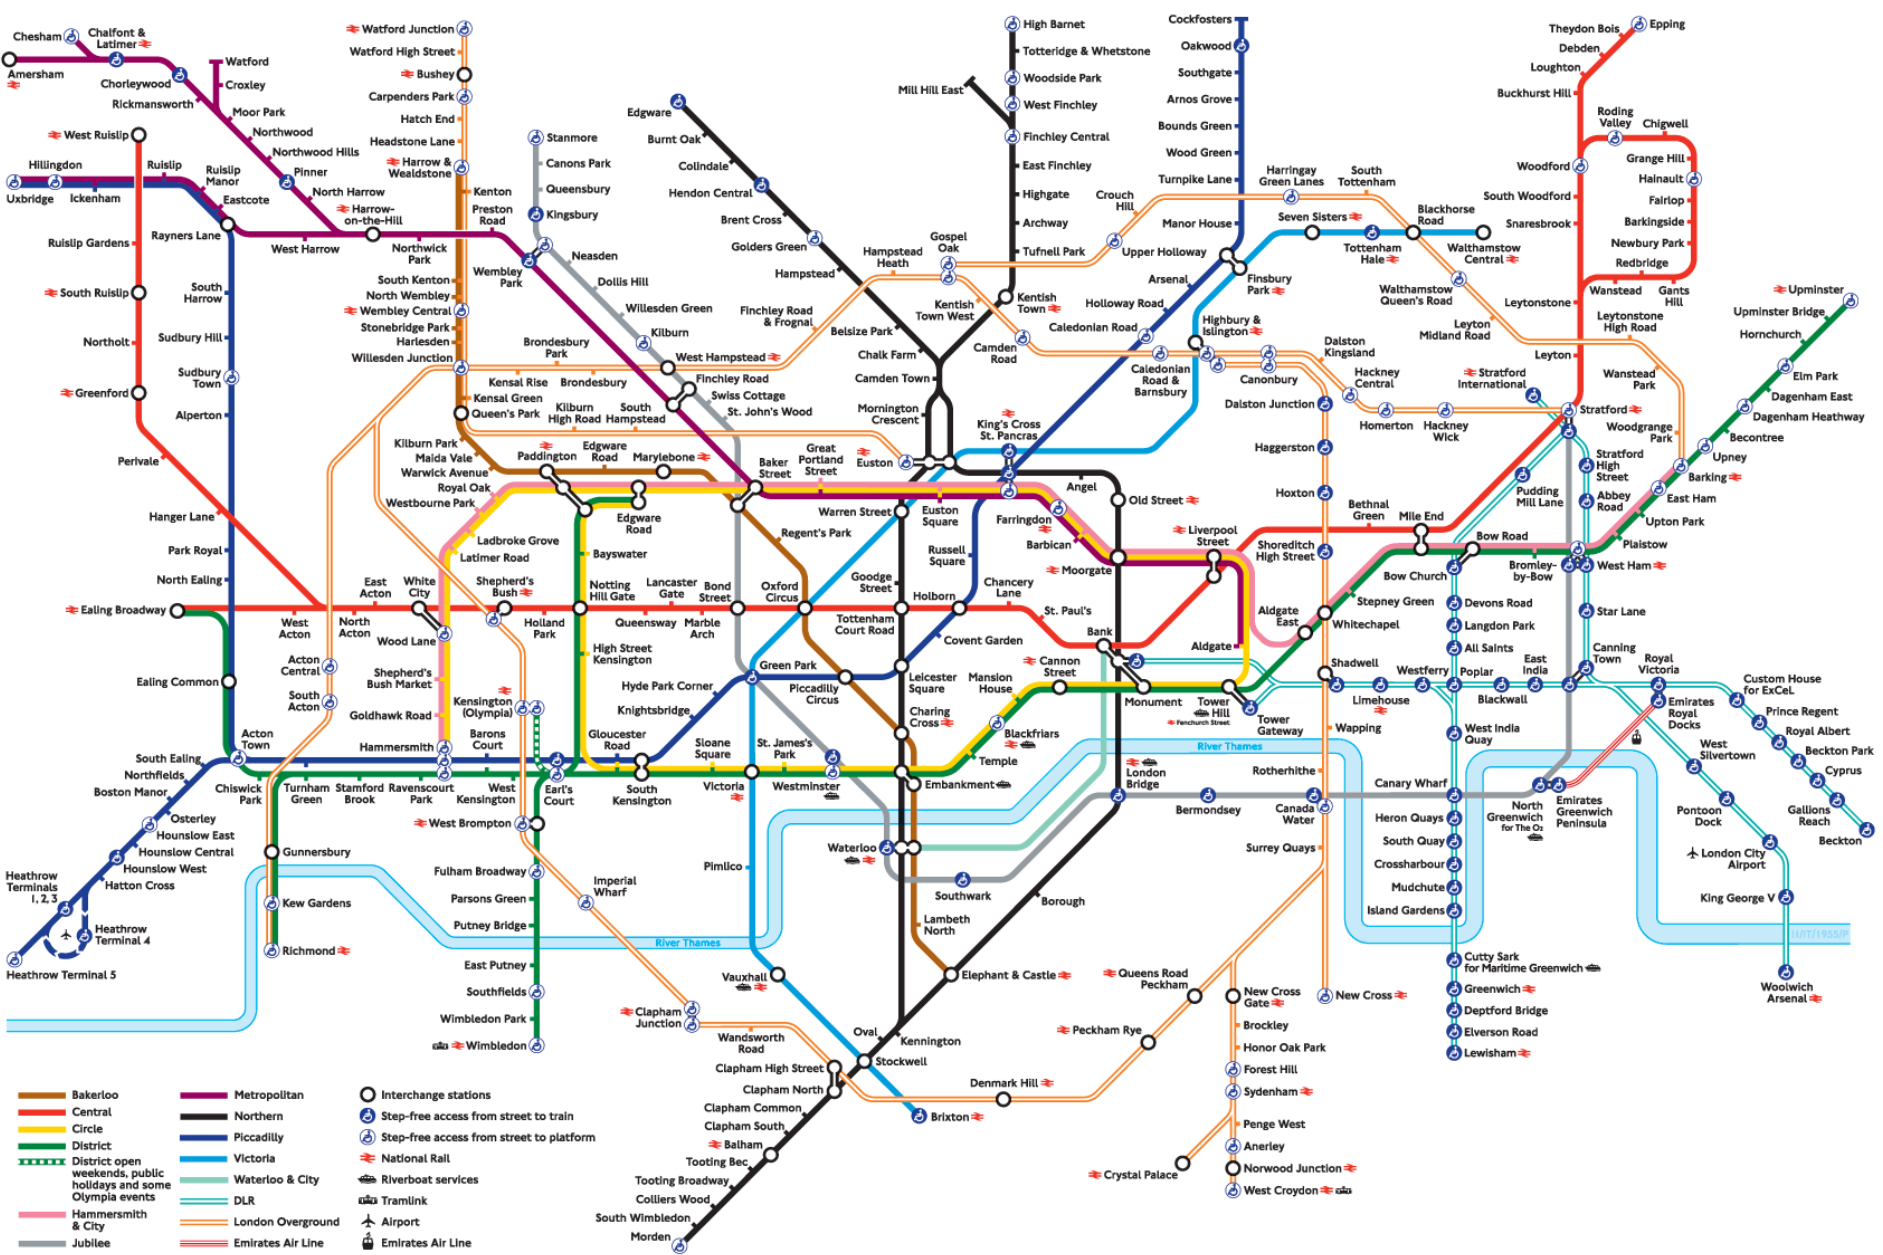 Chesham
Chalfont &
Latimer
Amersham
Chorleywood
Rickmansworth
Watford
Croxley
Moor Park
Northwood
Northwood Hills
Pinner
North Harrow
Harrow-
on-the-Hill
West Ruislip
Hillingdon
Uxbridge
Ickenham
Ruislip
Ruislip
Manor
Eastcote
Rayners Lane
West Harrow
Northwick
Park
Preston
Road
Wembley
Park
Ruislip Gardens
South Ruislip
Northolt
Greenford
Perivale
Hanger Lane
South
Harrow
Sudbury Hill
Sudbury
Town
Alperton
Park Royal
North Ealing
Ealing Broadway
Ealing Common
West
Acton
North
Acton
East
Acton
White
City
Wood Lane
Shepherd's
Bush
Holland
Park
Notting
Hill Gate
Queensway
Lancaster
Gate
Marble
Arch
Bond
Street
Oxford
Circus
Tottenham
Court Road
Holborn
Chancery
Lane
St. Paul's
Bank
Watford Junction
Watford High Street
Bushey
Carpenders Park
Hatch End
Headstone Lane
Harrow &
Wealdstone
Kenton
South Kenton
North Wembley
Wembley Central
Stonebridge Park
Harlesden
Willesden Junction
Kensal Green
Queen's Park
Kilburn Park
Maida Vale
Warwick Avenue
Royal Oak
Westbourne Park
Ladbroke Grove
Latimer Road
Paddington
Edgware
Road
Marylebone
Edgware
Road
Baker
Street
Great
Portland
Street
Regent's Park
Bayswater
High Street
Kensington
Stanmore
Canons Park
Queensbury
Kingsbury
Neasden
Dollis Hill
Willesden Green
Kilburn
West Hampstead
Finchley Road
Swiss Cottage
St. John's Wood
Brondesbury
Park
Kensal Rise
Brondesbury
Kilburn
High Road
South
Hampstead
Finchley Road
& Frognal
Hampstead
Heath
Gospel
Oak
Edgware
Burnt Oak
Colindale
Hendon Central
Brent Cross
Golders Green
Hampstead
Belsize Park
Chalk Farm
Camden Town
Mornington
Crescent
Euston
Warren Street
Euston
Square
Goodge
Street
Russell
Square
High Barnet
Totteridge & Whetstone
Woodside Park
West Finchley
Mill Hill East
Finchley Central
East Finchley
Highgate
Archway
Tufnell Park
Kentish
Town
Kentish
Town West
Camden
Road
King's Cross
St. Pancras
Angel
Old Street
Farringdon
Barbican
Moorgate
Liverpool
Street
Cockfosters
Oakwood
Southgate
Arnos Grove
Bounds Green
Wood Green
Turnpike Lane
Manor House
Crouch
Hill
Upper Holloway
Arsenal
Holloway Road
Caledonian Road
Finsbury
Park
Highbury &
Islington
Caledonian
Road &
Barnsbury
Canonbury
Harringay
Green Lanes
South
Tottenham
Seven Sisters
Tottenham
Hale
Blackhorse
Road
Walthamstow
Central
Walthamstow
Queen's Road
Leyton
Midland Road
Leytonstone
High Road
Wanstead
Park
Woodgrange
Park
Dalston
Kingsland
Hackney
Central
Homerton
Hackney
Wick
Dalston Junction
Haggerston
Hoxton
Shoreditch
High Street
Stratford
International
Stratford
Stratford
High
Street
Abbey
Road
Pudding
Mill Lane
Epping
Theydon Bois
Debden
Loughton
Buckhurst Hill
Roding
Valley
Chigwell
Grange Hill
Hainault
Fairlop
Barkingside
Newbury Park
Redbridge
Gants
Hill
Wanstead
Woodford
South Woodford
Snaresbrook
Leytonstone
Leyton
Upminster
Upminster Bridge
Hornchurch
Elm Park
Dagenham East
Dagenham Heathway
Becontree
Upney
Barking
East Ham
Upton Park
Plaistow
West Ham
Bromley-
by-Bow
Bow Road
Bow Church
Mile End
Bethnal
Green
Stepney Green
Whitechapel
Aldgate
East
Aldgate
Devons Road
Langdon Park
All Saints
Poplar
Star Lane
Canning
Town
Royal
Victoria
Custom House
for ExCeL
Prince Regent
Royal Albert
Beckton Park
Cyprus
Gallions
Reach
Beckton
Emirates
Royal
Docks
West
Silvertown
Pontoon
Dock
London City
Airport
King George V
Woolwich
Arsenal
Shadwell
Limehouse
Westferry
Blackwall
East
India
West India
Quay
Canary Wharf
Heron Quays
South Quay
Crossharbour
Mudchute
Island Gardens
Cutty Sark
for Maritime Greenwich
Greenwich
Deptford Bridge
Elverson Road
Lewisham
North
Greenwich
for The O2
Emirates
Greenwich
Peninsula
Wapping
Rotherhithe
Canada
Water
Surrey Quays
Bermondsey
New Cross
New Cross
Gate
Brockley
Honor Oak Park
Forest Hill
Sydenham
Penge West
Anerley
Norwood Junction
West Croydon
Crystal Palace
Queens Road
Peckham
Peckham Rye
Denmark Hill
Acton
Central
South
Acton
Acton
Town
South Ealing
Northfields
Boston Manor
Osterley
Hounslow East
Hounslow Central
Hounslow West
Hatton Cross
Heathrow
Terminals
1, 2, 3
Heathrow
Terminal 4
Heathrow Terminal 5
Chiswick
Park
Turnham
Green
Stamford
Brook
Ravenscourt
Park
West
Kensington
Gunnersbury
Kew Gardens
Richmond
Shepherd's
Bush Market
Goldhawk Road
Hammersmith
Barons
Court
Kensington
(Olympia)
Earl's
Court
Gloucester
Road
South
Kensington
West Brompton
Fulham Broadway
Parsons Green
Putney Bridge
East Putney
Southfields
Wimbledon Park
Wimbledon
Imperial
Wharf
Clapham
Junction
Wandsworth
Road
Clapham High Street
Clapham North
Clapham Common
Clapham South
Balham
Tooting Bec
Tooting Broadway
Colliers Wood
South Wimbledon
Morden
Hyde Park Corner
Knightsbridge
Green Park
Piccadilly
Circus
Leicester
Square
Covent Garden
Charing
Cross
Sloane
Square
Victoria
St. James's
Park
Westminster
Embankment
Temple
Blackfriars
Mansion
House
Cannon
Street
Monument
Tower
Hill
Fenchurch Street
Tower
Gateway
Pimlico
Vauxhall
Stockwell
Brixton
Oval
Kennington
Waterloo
Southwark
Lambeth
North
Elephant & Castle
Borough
London
Bridge
River Thames
River Thames
Bakerloo
Central
Circle
District
District open
weekends, public
holidays and some
Olympia events
Hammersmith
& City
Jubilee
Metropolitan
Northern
Piccadilly
Victoria
Waterloo & City
DLR
London Overground
Emirates Air Line
Interchange stations
Step-free access from street to train
Step-free access from street to platform
National Rail
Riverboat services
Tramlink
Airport
Emirates Air Line